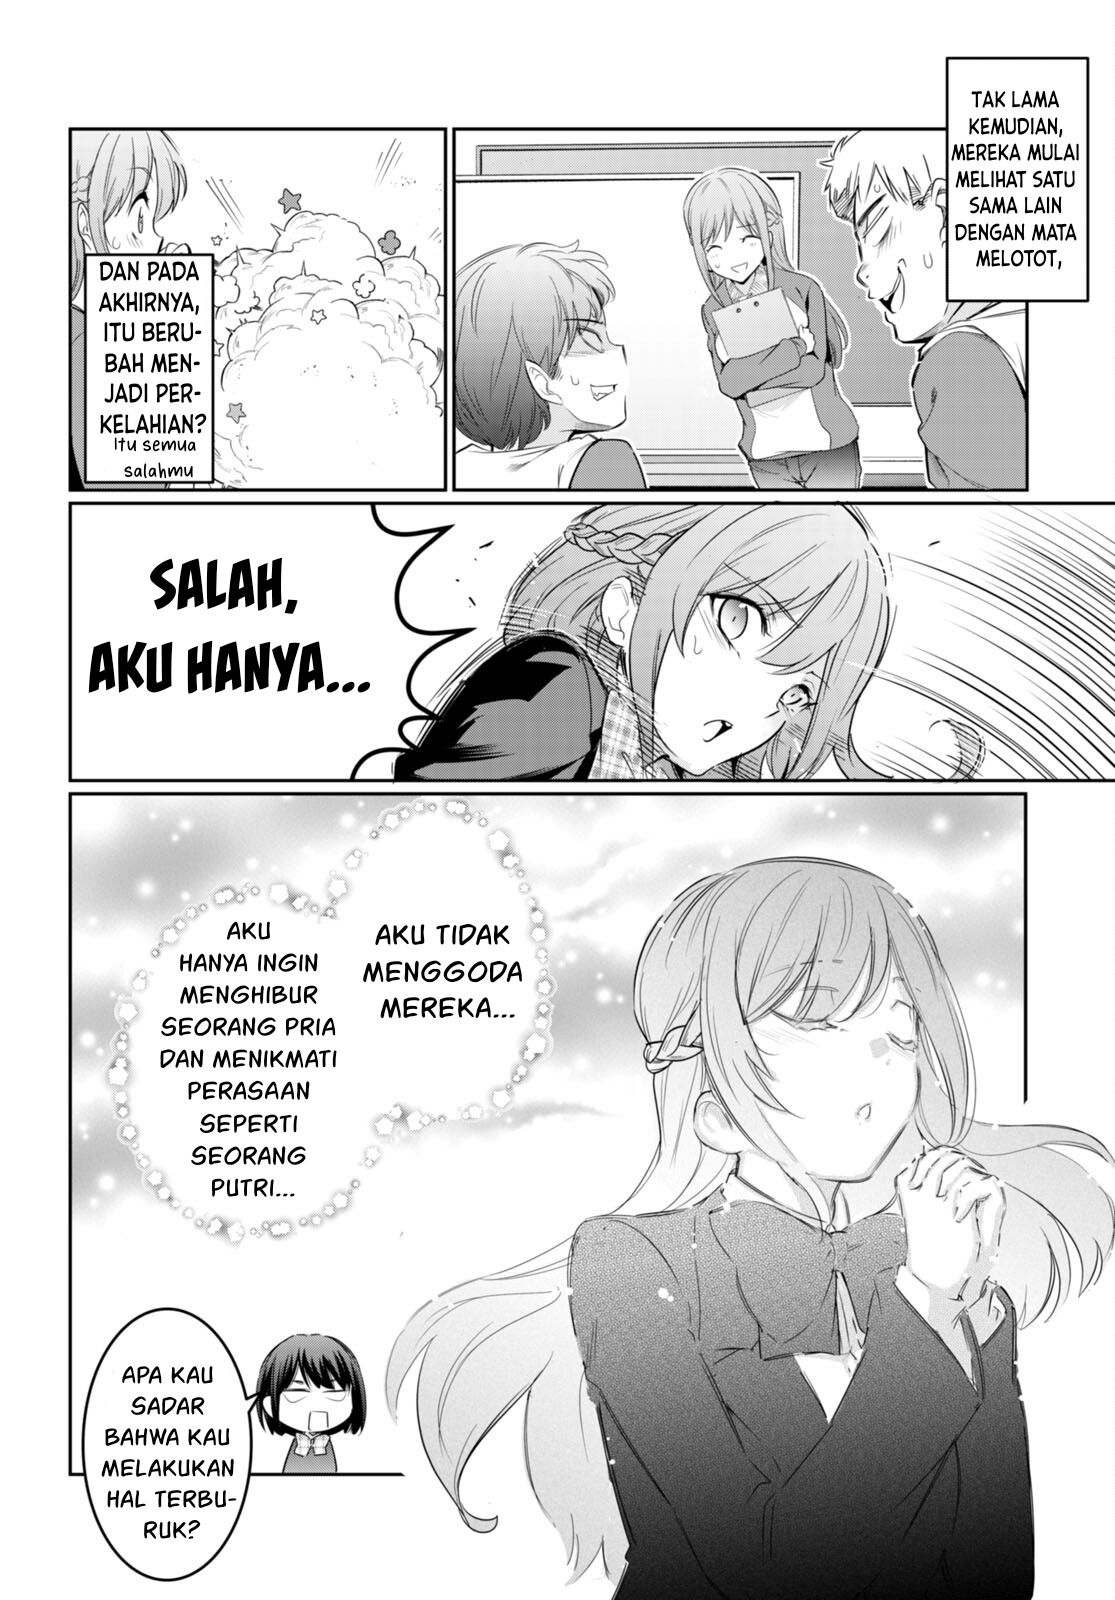 TAK LAMA
KEMUDIAN,
MEREKA MULAI
MELIHAT SATU
SAMA LAIN
DENGAN MATA
MELOTOT,
DAN PADA
AKHIRNYA,
ITU BERU-
BAH MEN-
JADI PER-
KELAHIAN?
Itu semua
salahmu
SALAH,
AKU HANYA...
AKU TIDAK
MENGGODA
MEREKA...
AKU
HANYA INGIN
MENGHIBUR
SEORANG PRIA
DAN MENIKMATI
PERASAAN
SEPERTI
SEORANG
PUTRI...
APA KAU
SADAR
BAHWA KAU
MELAKUKAN
HAL TERBU-
RUK?